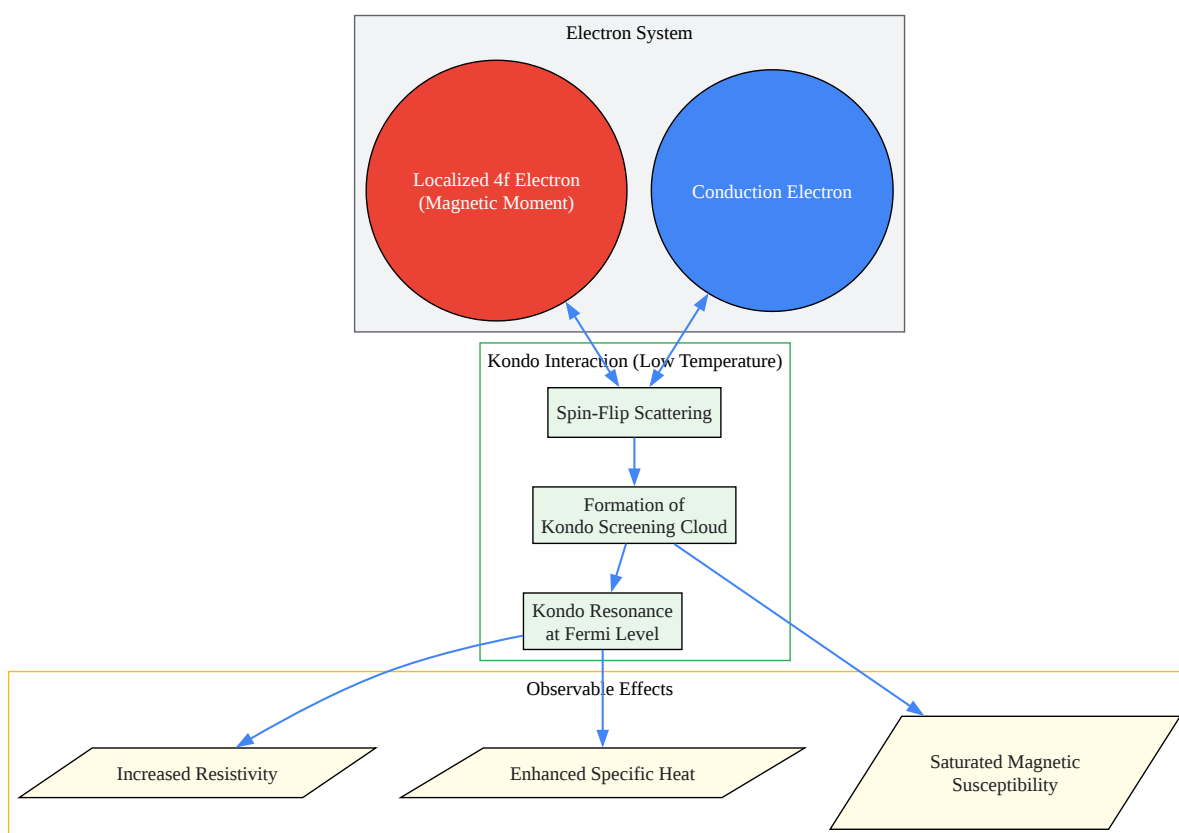 Electron System
Localized 4f Electron
(Magnetic Moment)
Conduction Electron
Kondo Interaction (Low Temperature)
Spin-Flip Scattering
Formation of
Kondo Screening Cloud
Kondo Resonance
at Fermi Level
Observable Effects
Increased Resistivity
Enhanced Specific Heat
Saturated Magnetic
Susceptibility